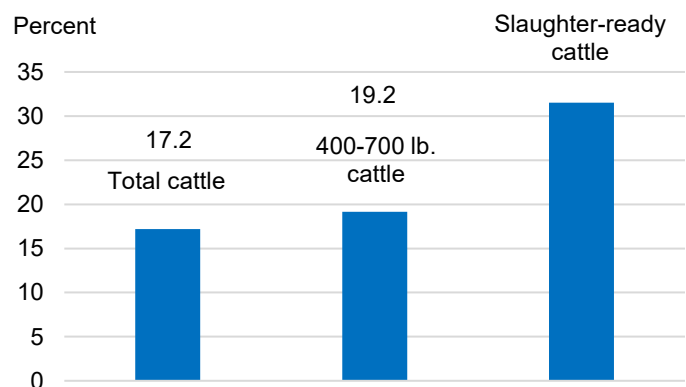 Percent
Slaughter-ready
cattle
35
19.2
30
17.2
400-700 lb.
cattle
25
Total cattle
20
15
10
5
0